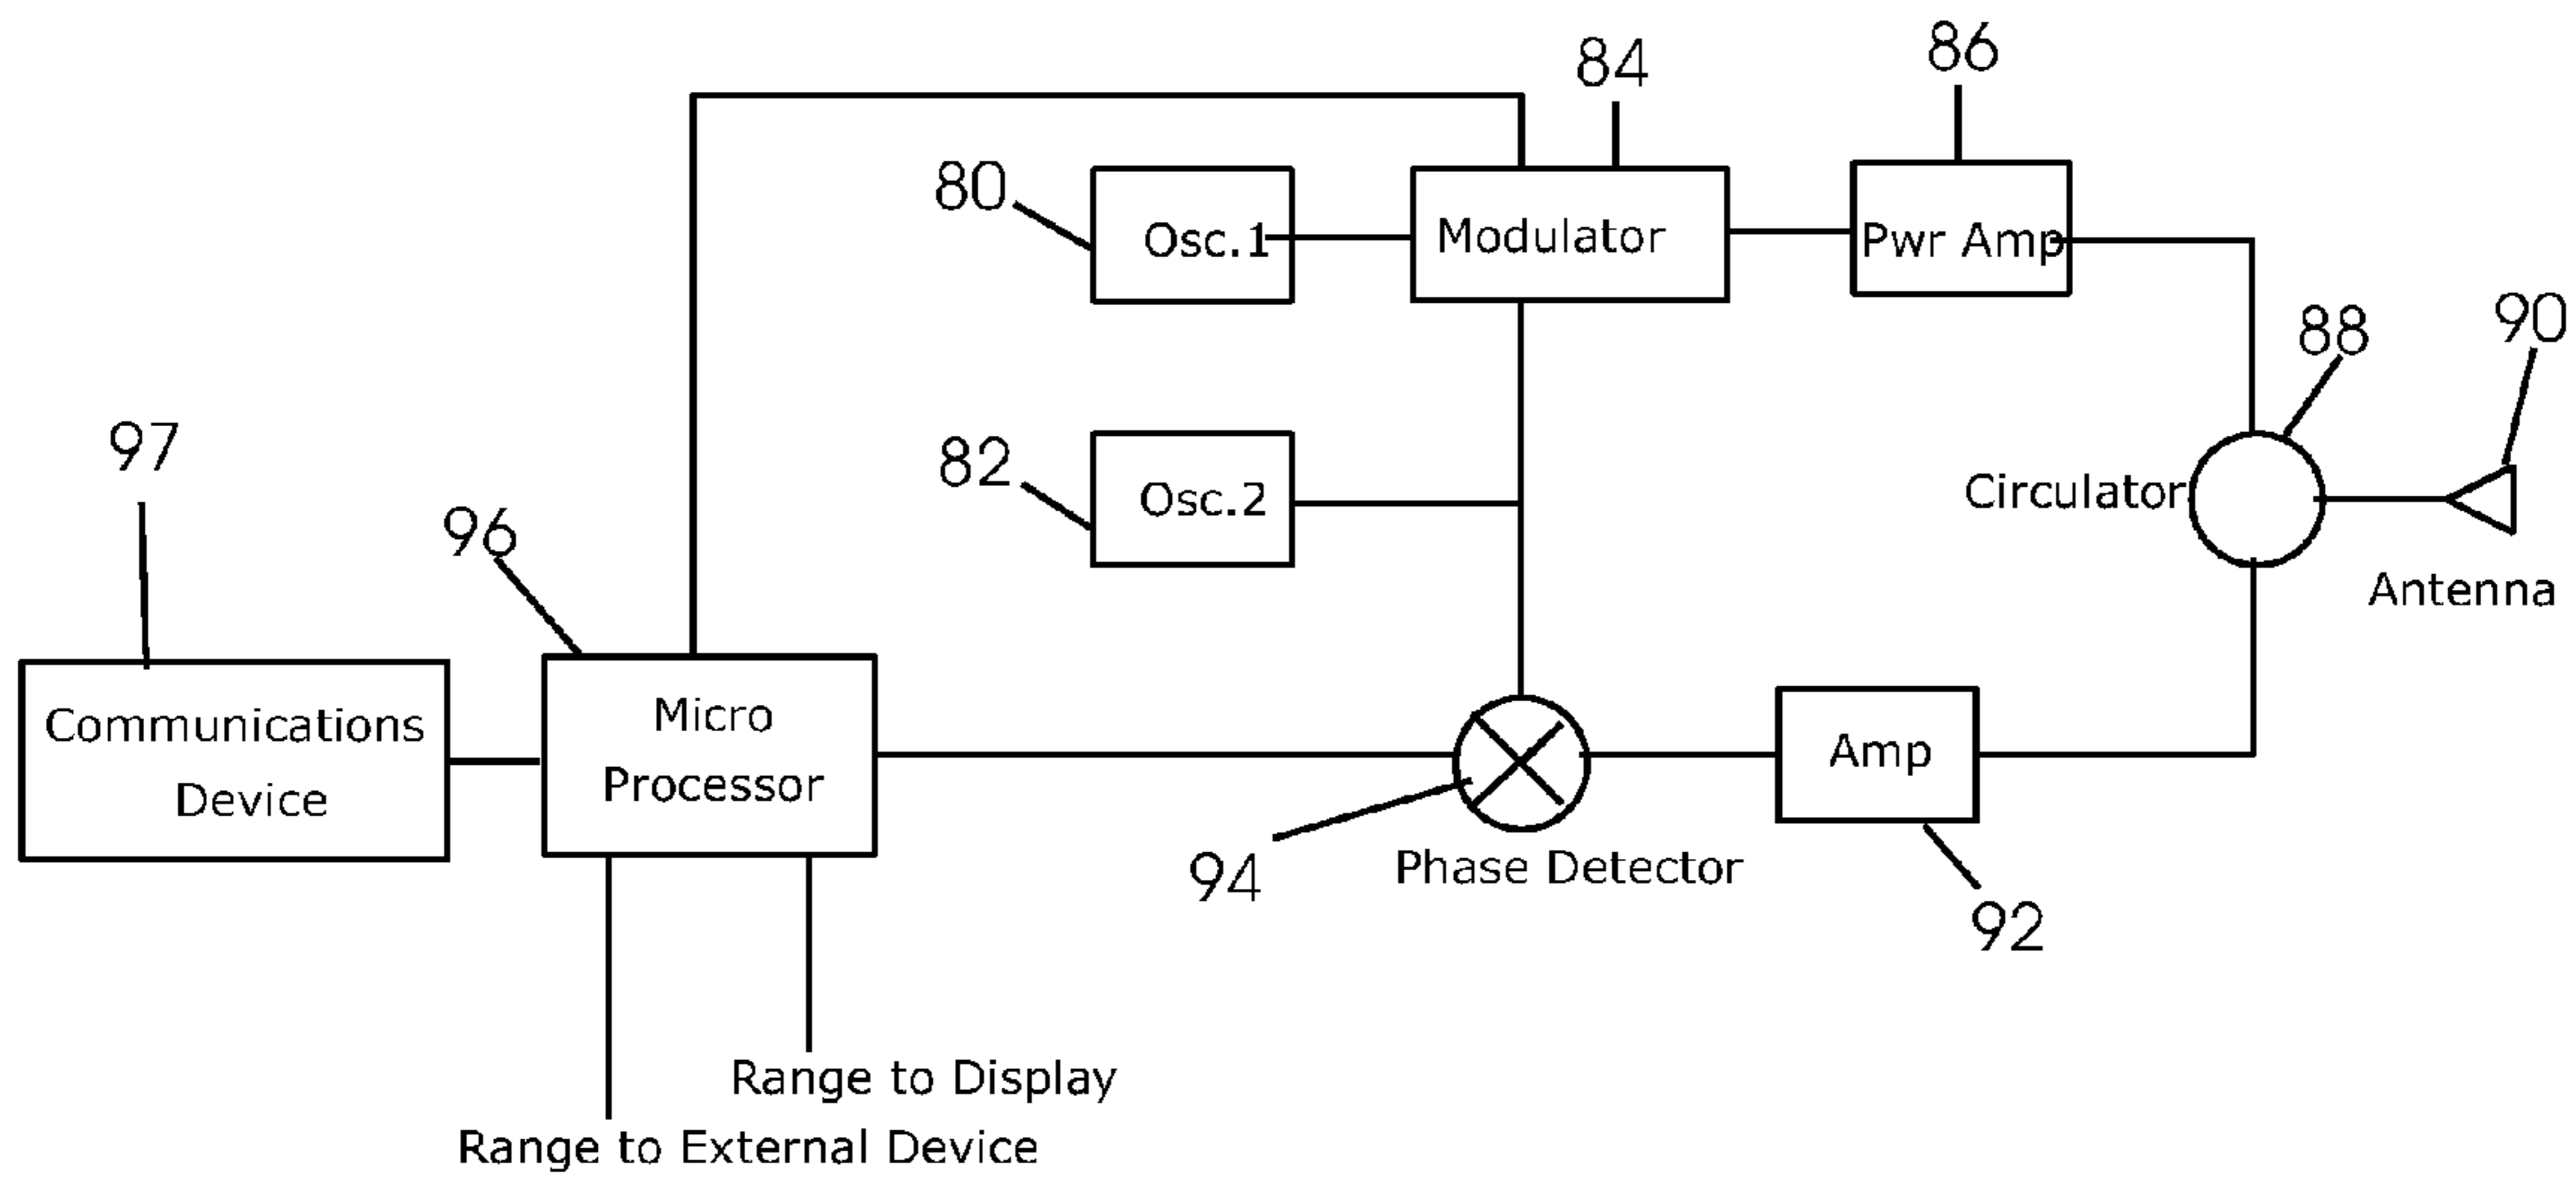 86
84
80
Osc.1
Modulator
Pwr Amp
90
88
97
82
Osc.2
Circulator
96
Antenna
Communications
Device
Micro
Processor
Amp
94
Phase Detector
92
Range to Display
Range to External Device